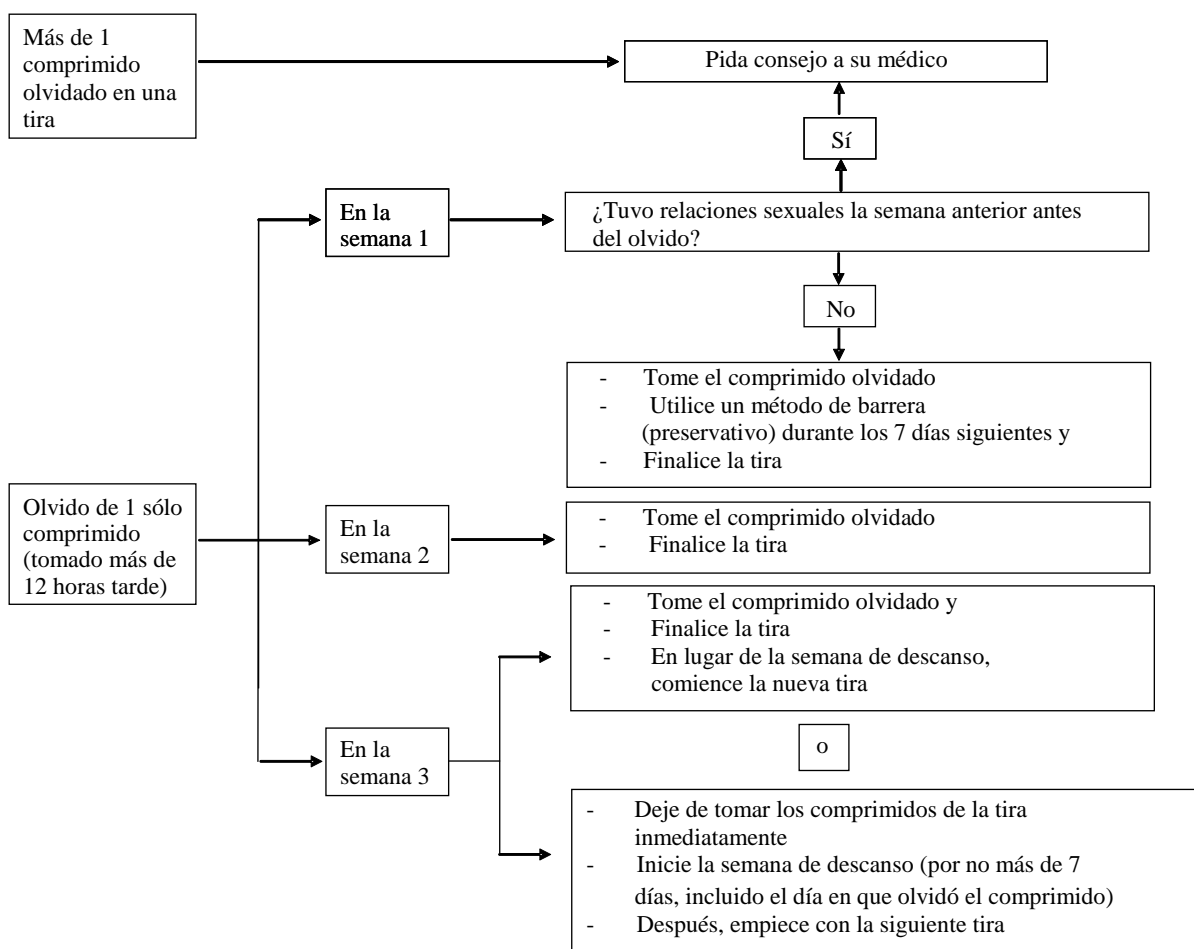 Más de 1
comprimido
olvidado en una
tira
Pida consejo a su médico
Sí
En la
semana 1
¿Tuvo relaciones sexuales la semana anterior antes
del olvido?
No
- Tome el comprimido olvidado
- Utilice un método de barrera
(preservativo) durante los 7 días siguientes y
- Finalice la tira
Olvido de 1 sólo
comprimido
(tomado más de
12 horas tarde)
En la
semana 2
- Tome el comprimido olvidado
- Finalice la tira
- Tome el comprimido olvidado y
- Finalice la tira
- En lugar de la semana de descanso,
comience la nueva tira
o
En la
semana 3
- Deje de tomar los comprimidos de la tira
inmediatamente
- Inicie la semana de descanso (por no más de 7
días, incluido el día en que olvidó el comprimido)
- Después, empiece con la siguiente tira